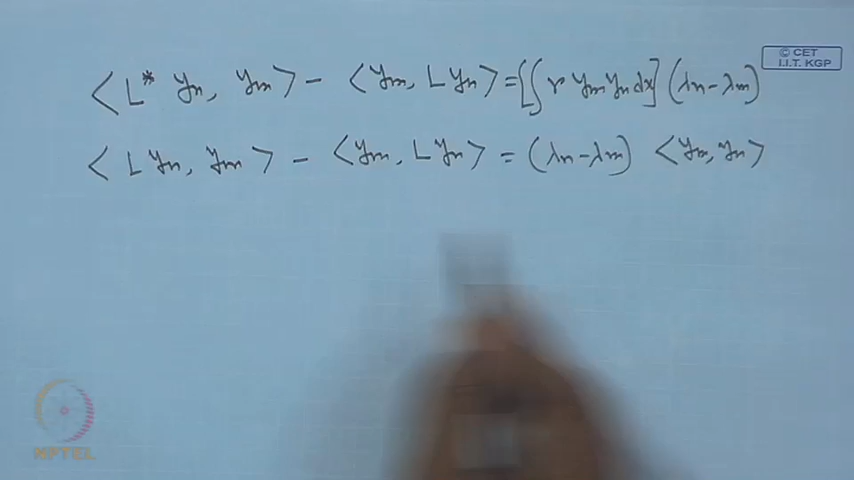 © CET
I.I.T. KGP
⟨L* yn, ym⟩ - ⟨ym, L yn⟩ = [∫ r ym yn dx] (λn - λm)
⟨L yn, ym⟩ - ⟨ym, L yn⟩ = (λn - λm) ⟨ym, yn⟩
NPTEL